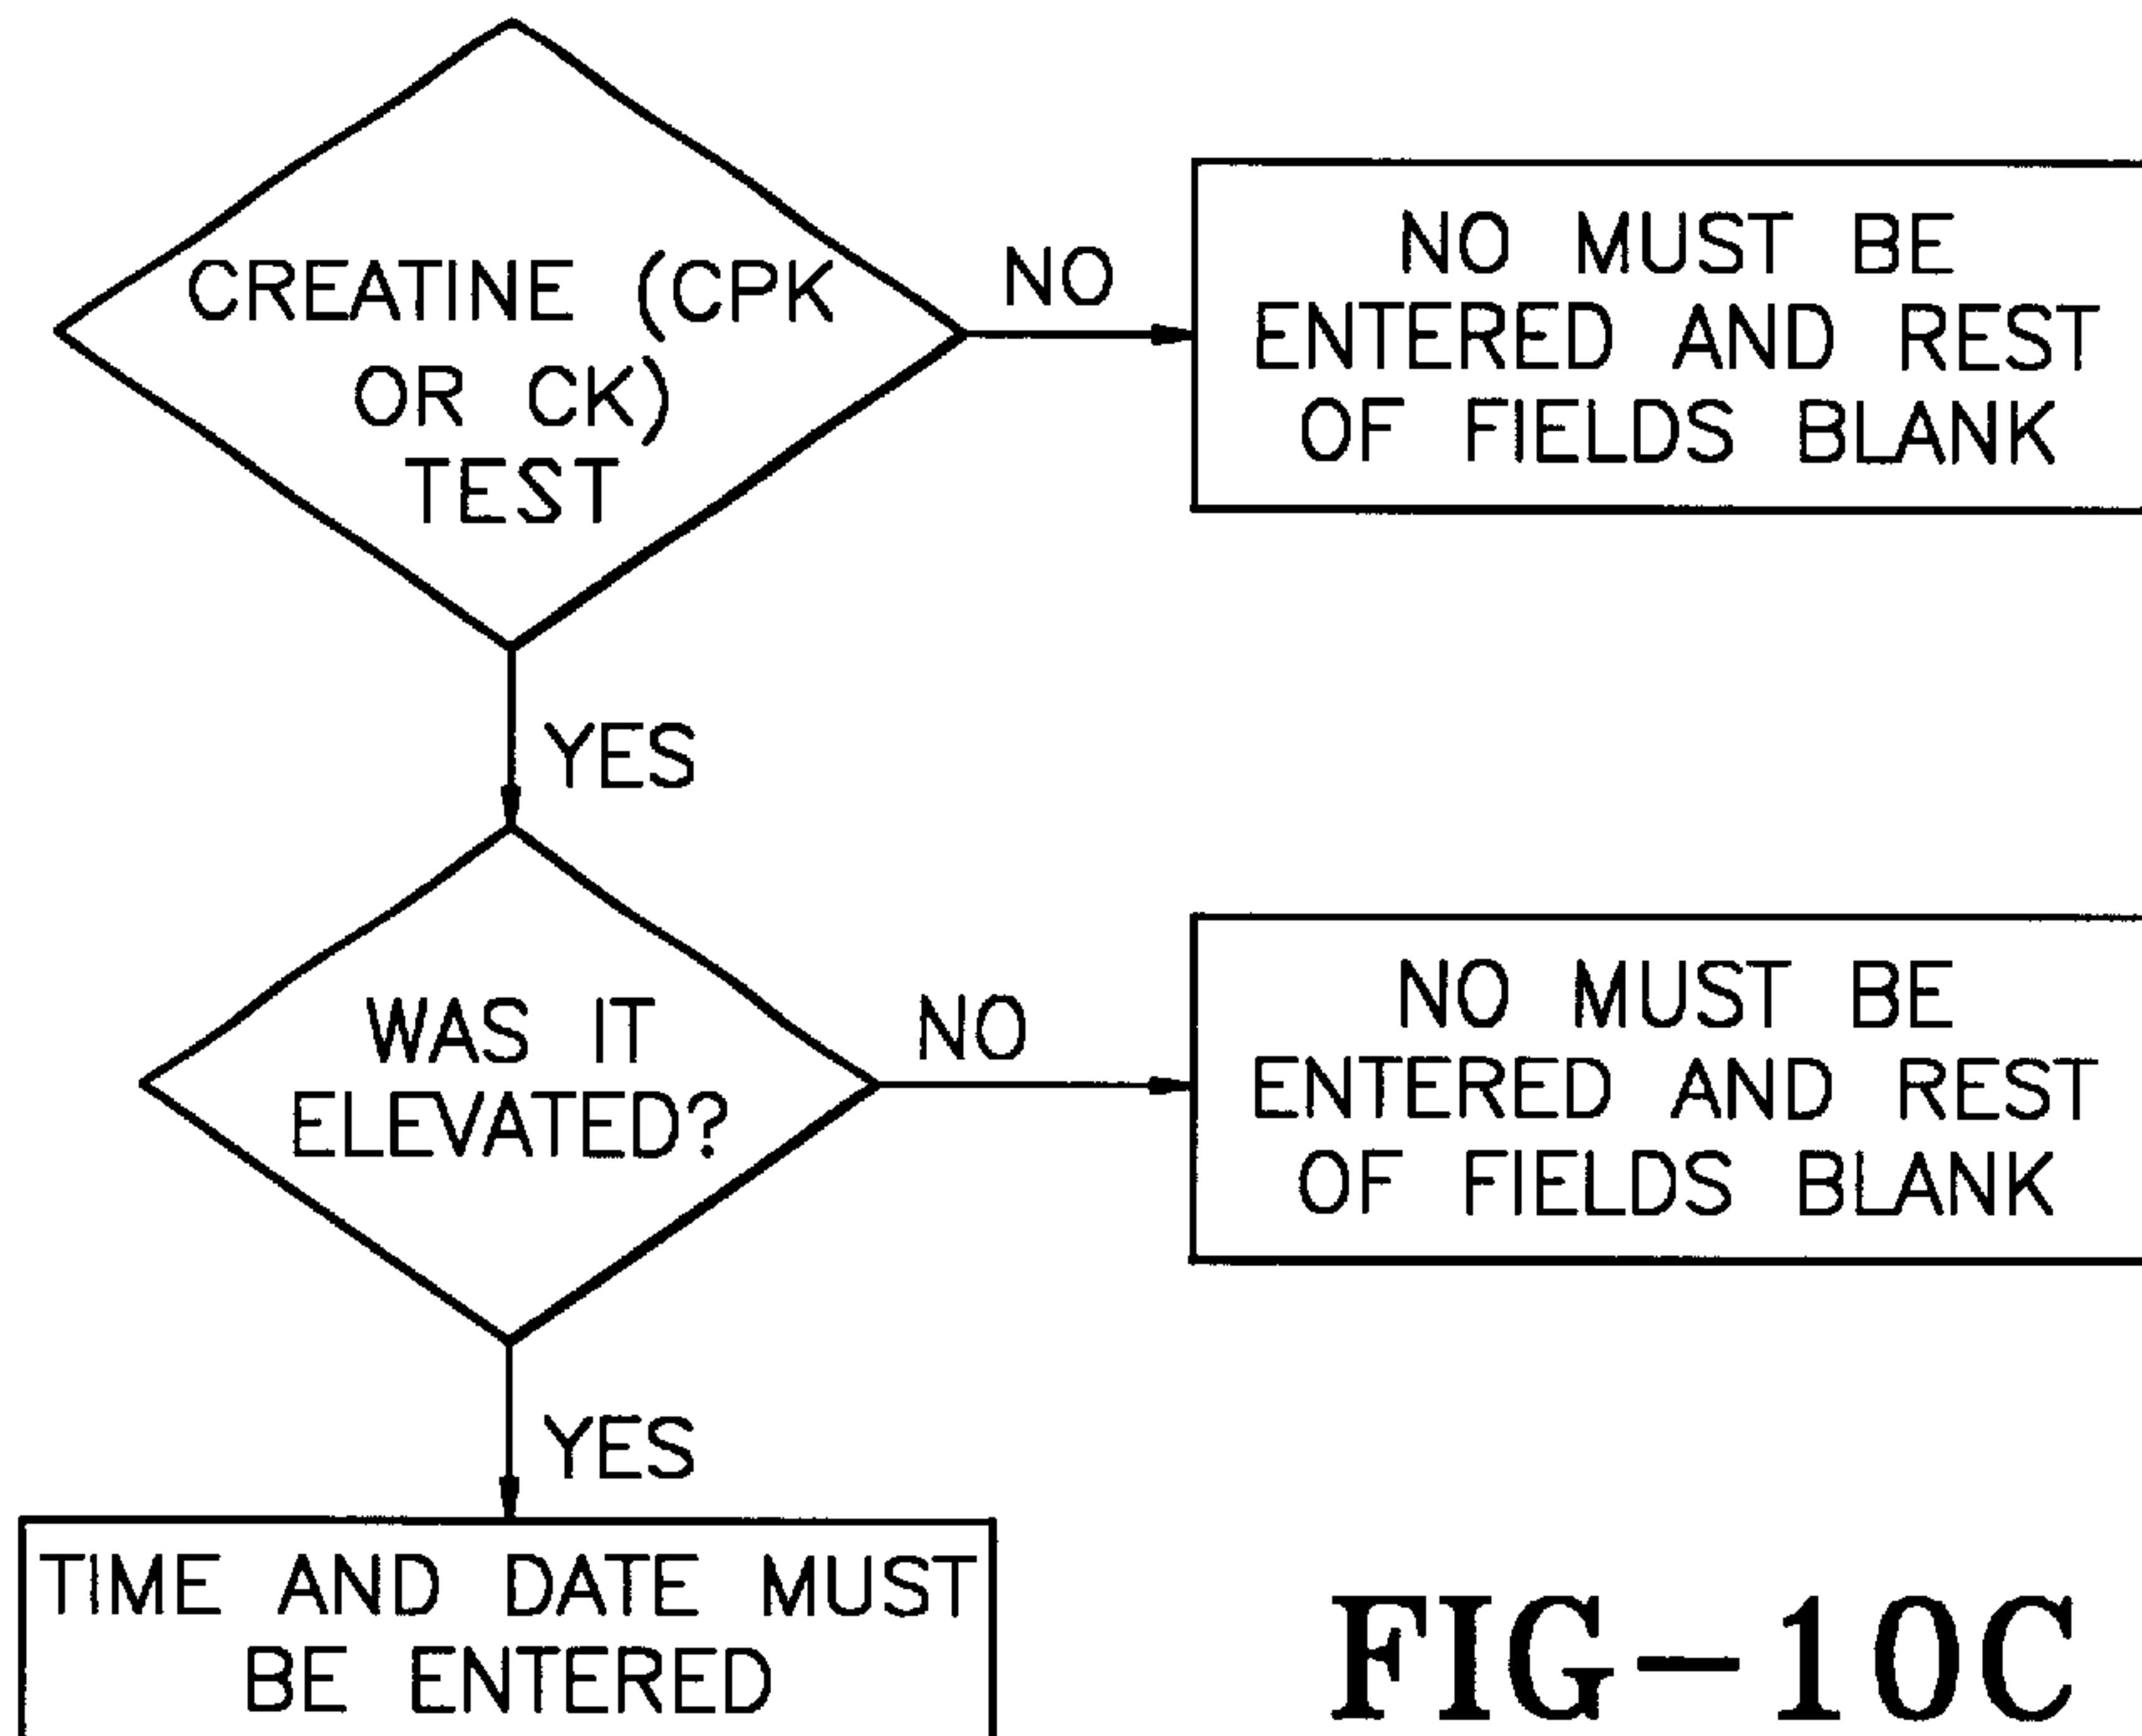 CREATINE (CPK
OR CK)
TEST
NO
NO MUST BE
ENTERED AND REST
OF FIELDS BLANK
YES
WAS IT
ELEVATED?
NO
NO MUST BE
ENTERED AND REST
OF FIELDS BLANK
YES
TIME AND DATE MUST
BE ENTERED
FIG-10C